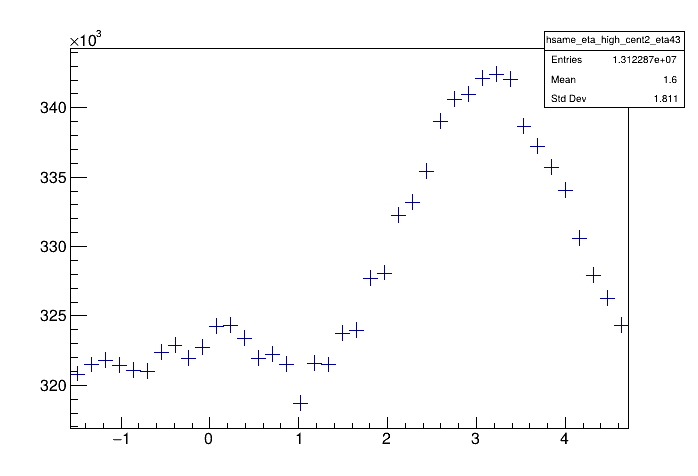 ×10³
hsame_eta_high_cent2_eta43
Entries 1.312287e+07
Mean 1.6
Std Dev 1.811
340
335
330
325
320
−1 0 1 2 3 4